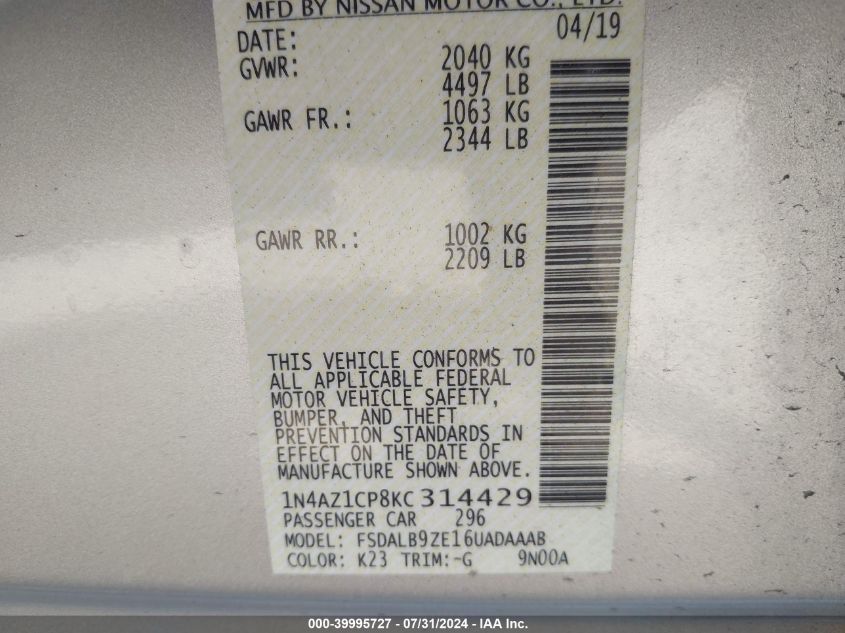 MFD BY NISSAN MOTOR CO., LTD.
DATE: 04/19
GVWR: 2040 KG
4497 LB
GAWR FR.: 1063 KG
2344 LB
GAWR RR.: 1002 KG
2209 LB
THIS VEHICLE CONFORMS TO
ALL APPLICABLE FEDERAL
MOTOR VEHICLE SAFETY,
BUMPER, AND THEFT
PREVENTION STANDARDS IN
EFFECT ON THE DATE OF
MANUFACTURE SHOWN ABOVE.
1N4AZ1CP8KC314429
PASSENGER CAR 296
MODEL: FSDALB9ZE16UADAAAB
COLOR: K23 TRIM:-G 9N00A
000-39995727 - 07/31/2024 - IAA Inc.